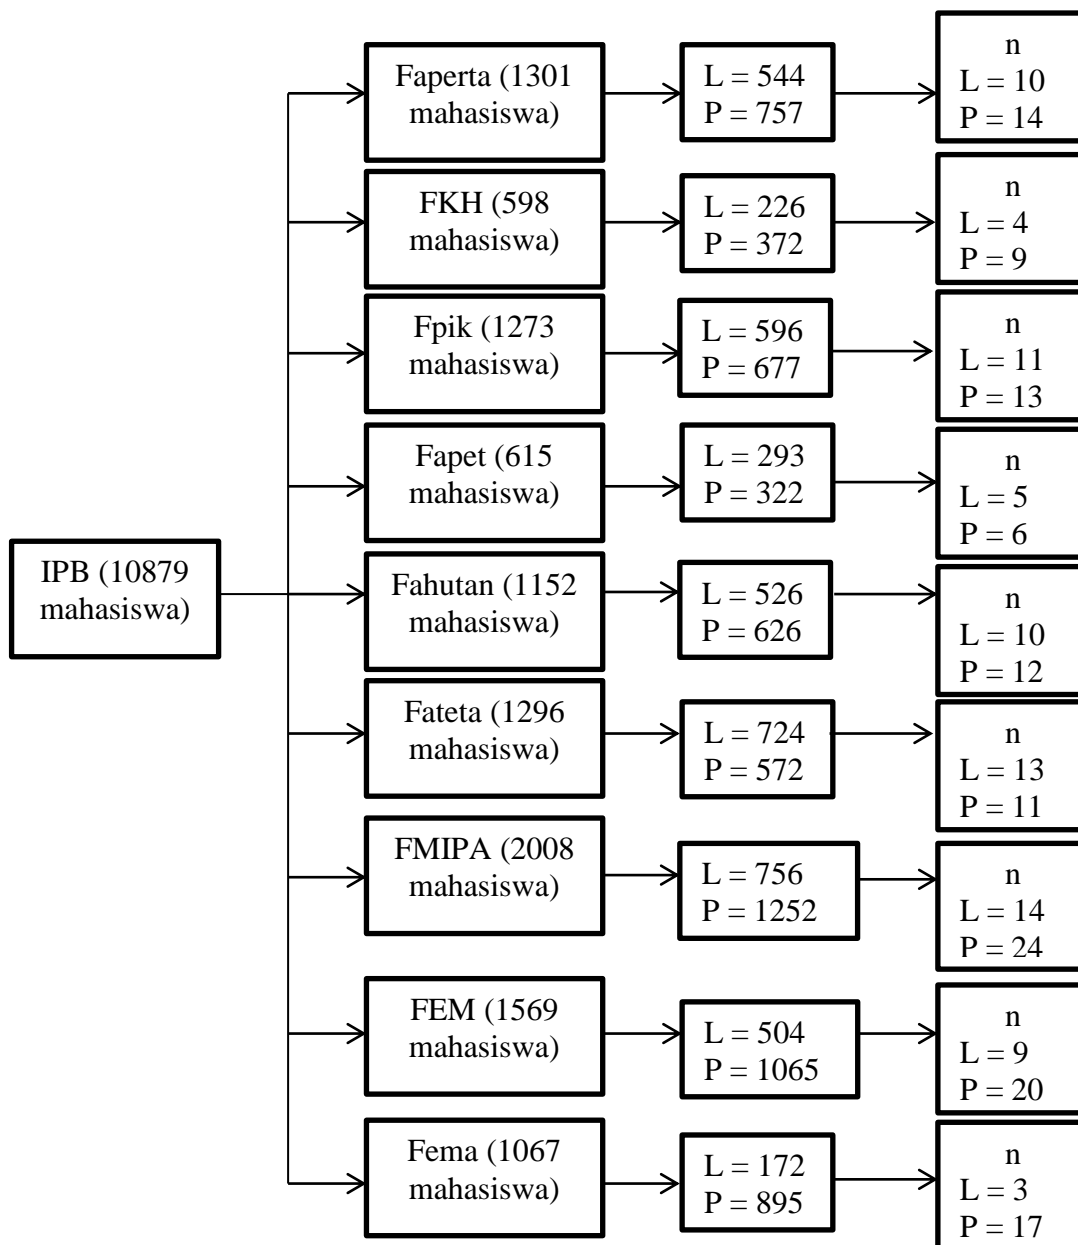 IPB (10879
mahasiswa)
Faperta (1301
mahasiswa)
L = 544
P = 757
n
L = 10
P = 14
FKH (598
mahasiswa)
L = 226
P = 372
n
L = 4
P = 9
Fpik (1273
mahasiswa)
L = 596
P = 677
n
L = 11
P = 13
Fapet (615
mahasiswa)
L = 293
P = 322
n
L = 5
P = 6
Fahutan (1152
mahasiswa)
L = 526
P = 626
n
L = 10
P = 12
Fateta (1296
mahasiswa)
L = 724
P = 572
n
L = 13
P = 11
FMIPA (2008
mahasiswa)
L = 756
P = 1252
n
L = 14
P = 24
FEM (1569
mahasiswa)
L = 504
P = 1065
n
L = 9
P = 20
Fema (1067
mahasiswa)
L = 172
P = 895
n
L = 3
P = 17